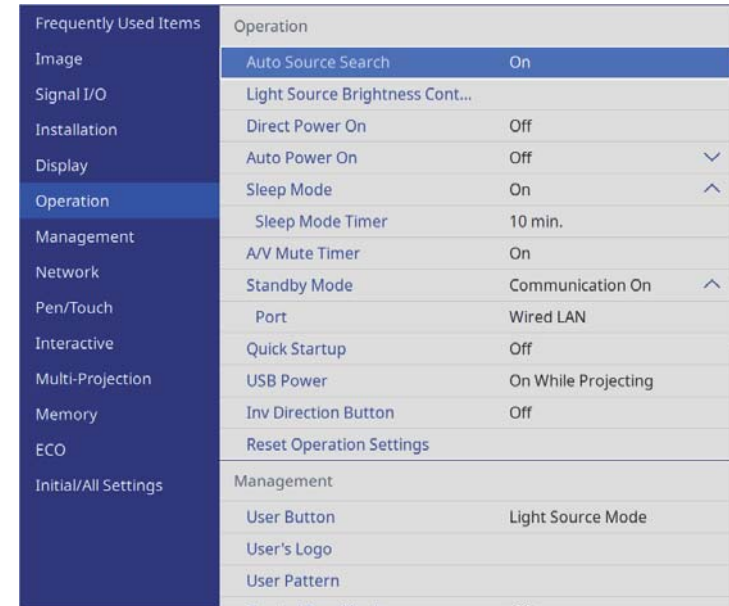 Frequently Used Items
Image
Signal I/O
Installation
Display
Operation
Management
Network
Pen/Touch
Interactive
Multi-Projection
Memory
ECO
Initial/All Settings
Operation
Auto Source Search On
Light Source Brightness Cont...
Direct Power On Off
Auto Power On Off
Sleep Mode On
Sleep Mode Timer 10 min.
A/V Mute Timer On
Standby Mode Communication On
Port Wired LAN
Quick Startup Off
USB Power On While Projecting
Inv Direction Button Off
Reset Operation Settings
Management
User Button Light Source Mode
User's Logo
User Pattern